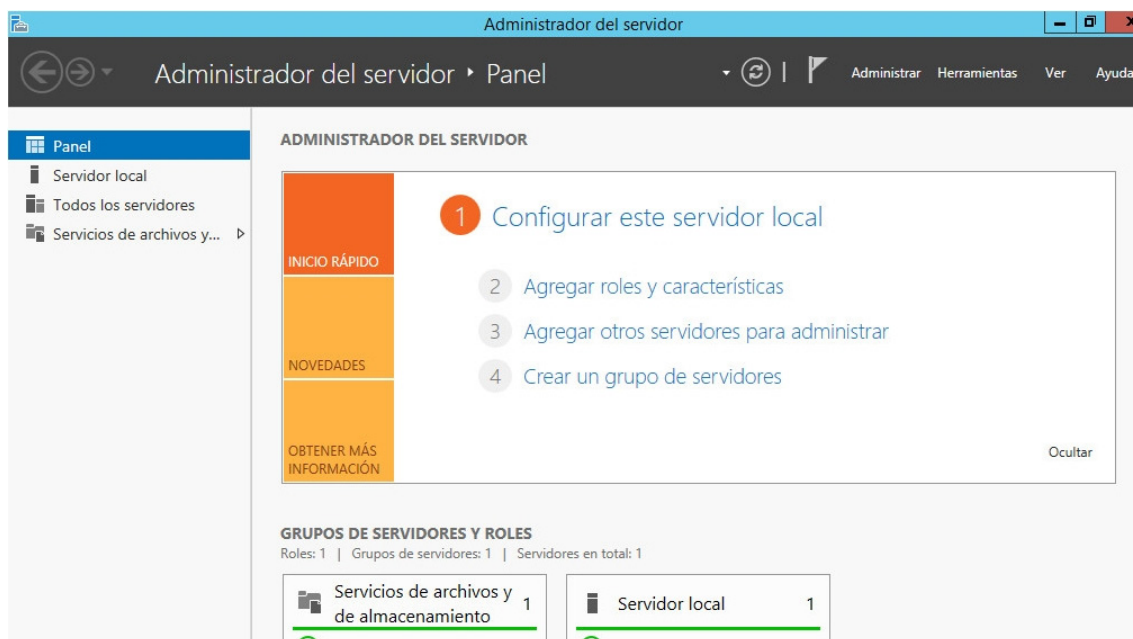 Administrador del servidor
Administrador del servidor ‣ Panel
Administrar Herramientas Ver Ayuda
Panel
Servidor local
Todos los servidores
Servicios de archivos y...
ADMINISTRADOR DEL SERVIDOR
INICIO RÁPIDO
NOVEDADES
OBTENER MÁS
INFORMACIÓN
1 Configurar este servidor local
2 Agregar roles y características
3 Agregar otros servidores para administrar
4 Crear un grupo de servidores
Ocultar
GRUPOS DE SERVIDORES Y ROLES
Roles: 1 | Grupos de servidores: 1 | Servidores en total: 1
Servicios de archivos y
de almacenamiento
1
Servidor local 1